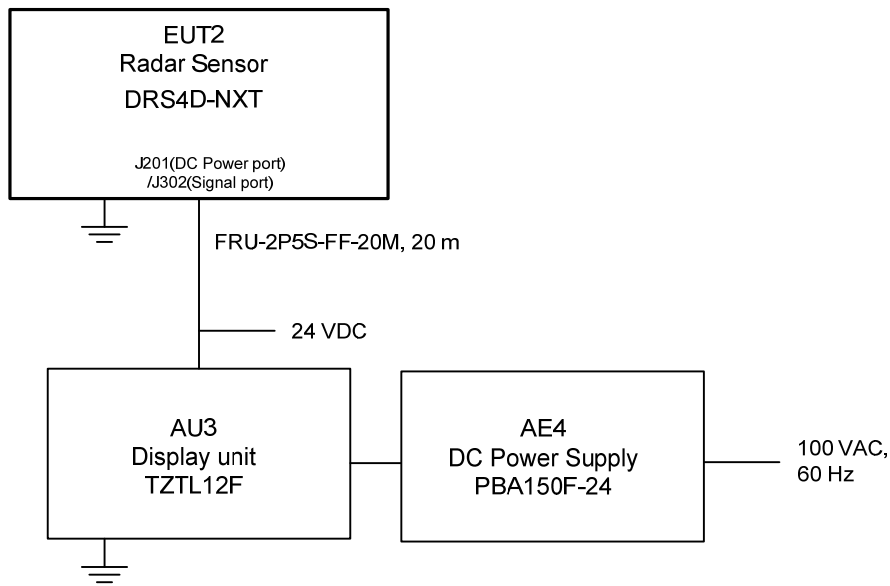 EUT2
Radar Sensor
DRS4D-NXT
J201(DC Power port)
/J302(Signal port)
FRU-2P5S-FF-20M, 20 m
24 VDC
AU3
Display unit
TZTL12F
AE4
DC Power Supply
PBA150F-24
100 VAC,
60 Hz